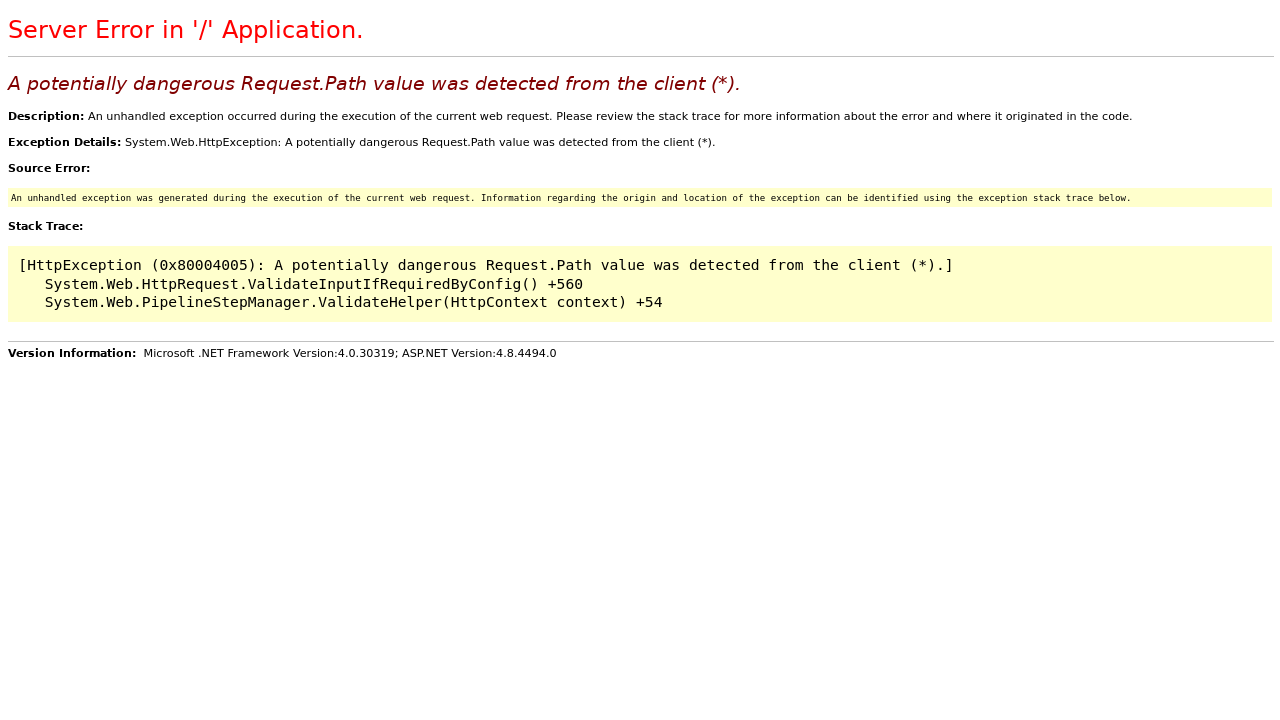 Server Error in '/' Application.
A potentially dangerous Request.Path value was detected from the client (*).
Description: An unhandled exception occurred during the execution of the current web request. Please review the stack trace for more information about the error and where it originated in the code.
Exception Details: System.Web.HttpException: A potentially dangerous Request.Path value was detected from the client (*).
Source Error:
An unhandled exception was generated during the execution of the current web request. Information regarding the origin and location of the exception can be identified using the exception stack trace below.
Stack Trace:
[HttpException (0x80004005): A potentially dangerous Request.Path value was detected from the client (*).]
   System.Web.HttpRequest.ValidateInputIfRequiredByConfig() +560
   System.Web.PipelineStepManager.ValidateHelper(HttpContext context) +54
Version Information:  Microsoft .NET Framework Version:4.0.30319; ASP.NET Version:4.8.4494.0